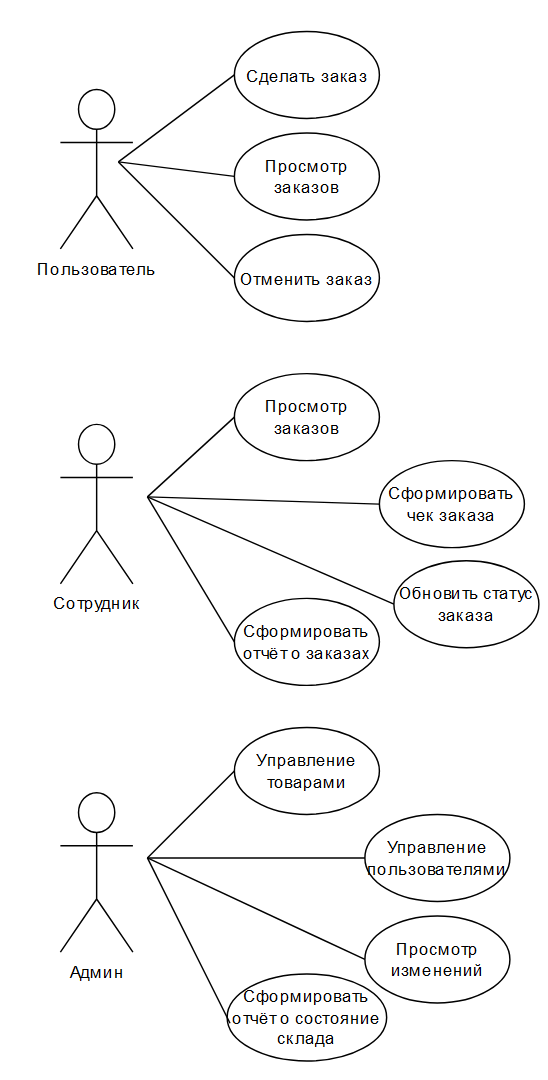 Сделать заказ
Просмотр
заказов
Отменить заказ
Пользователь
Просмотр
заказов
Сформировать
чек заказа
Обновить статус
заказа
Сформировать
отчёт о заказах
Сотрудник
Управление
товарами
Управление
пользователями
Просмотр
изменений
Сформировать
отчёт о состояние
склада
Админ